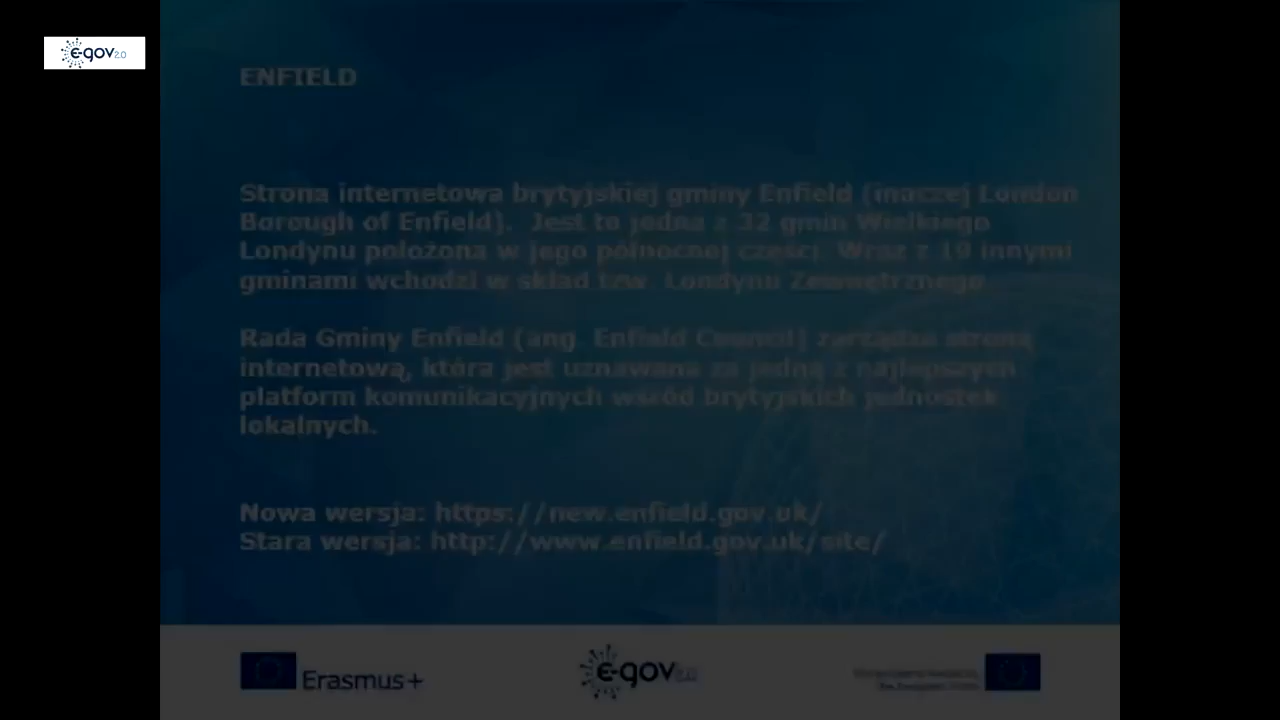 e-gov 2.0
ENFIELD
Strona internetowa brytyjskiej gminy Enfield (inaczej London
Borough of Enfield). Jest to jedna z 32 gmin Wielkiego
Londynu położona w jego północnej części. Wraz z 19 innymi
gminami wchodzi w skład tzw. Londynu Zewnętrznego.
Rada Gminy Enfield (ang. Enfield Council) zarządza stroną
internetową, która jest uznawana za jedną z najlepszych
platform komunikacyjnych wśród brytyjskich jednostek
lokalnych.
Nowa wersja: https://new.enfield.gov.uk/
Stara wersja: http://www.enfield.gov.uk/site/
Erasmus+
e-gov 2.0